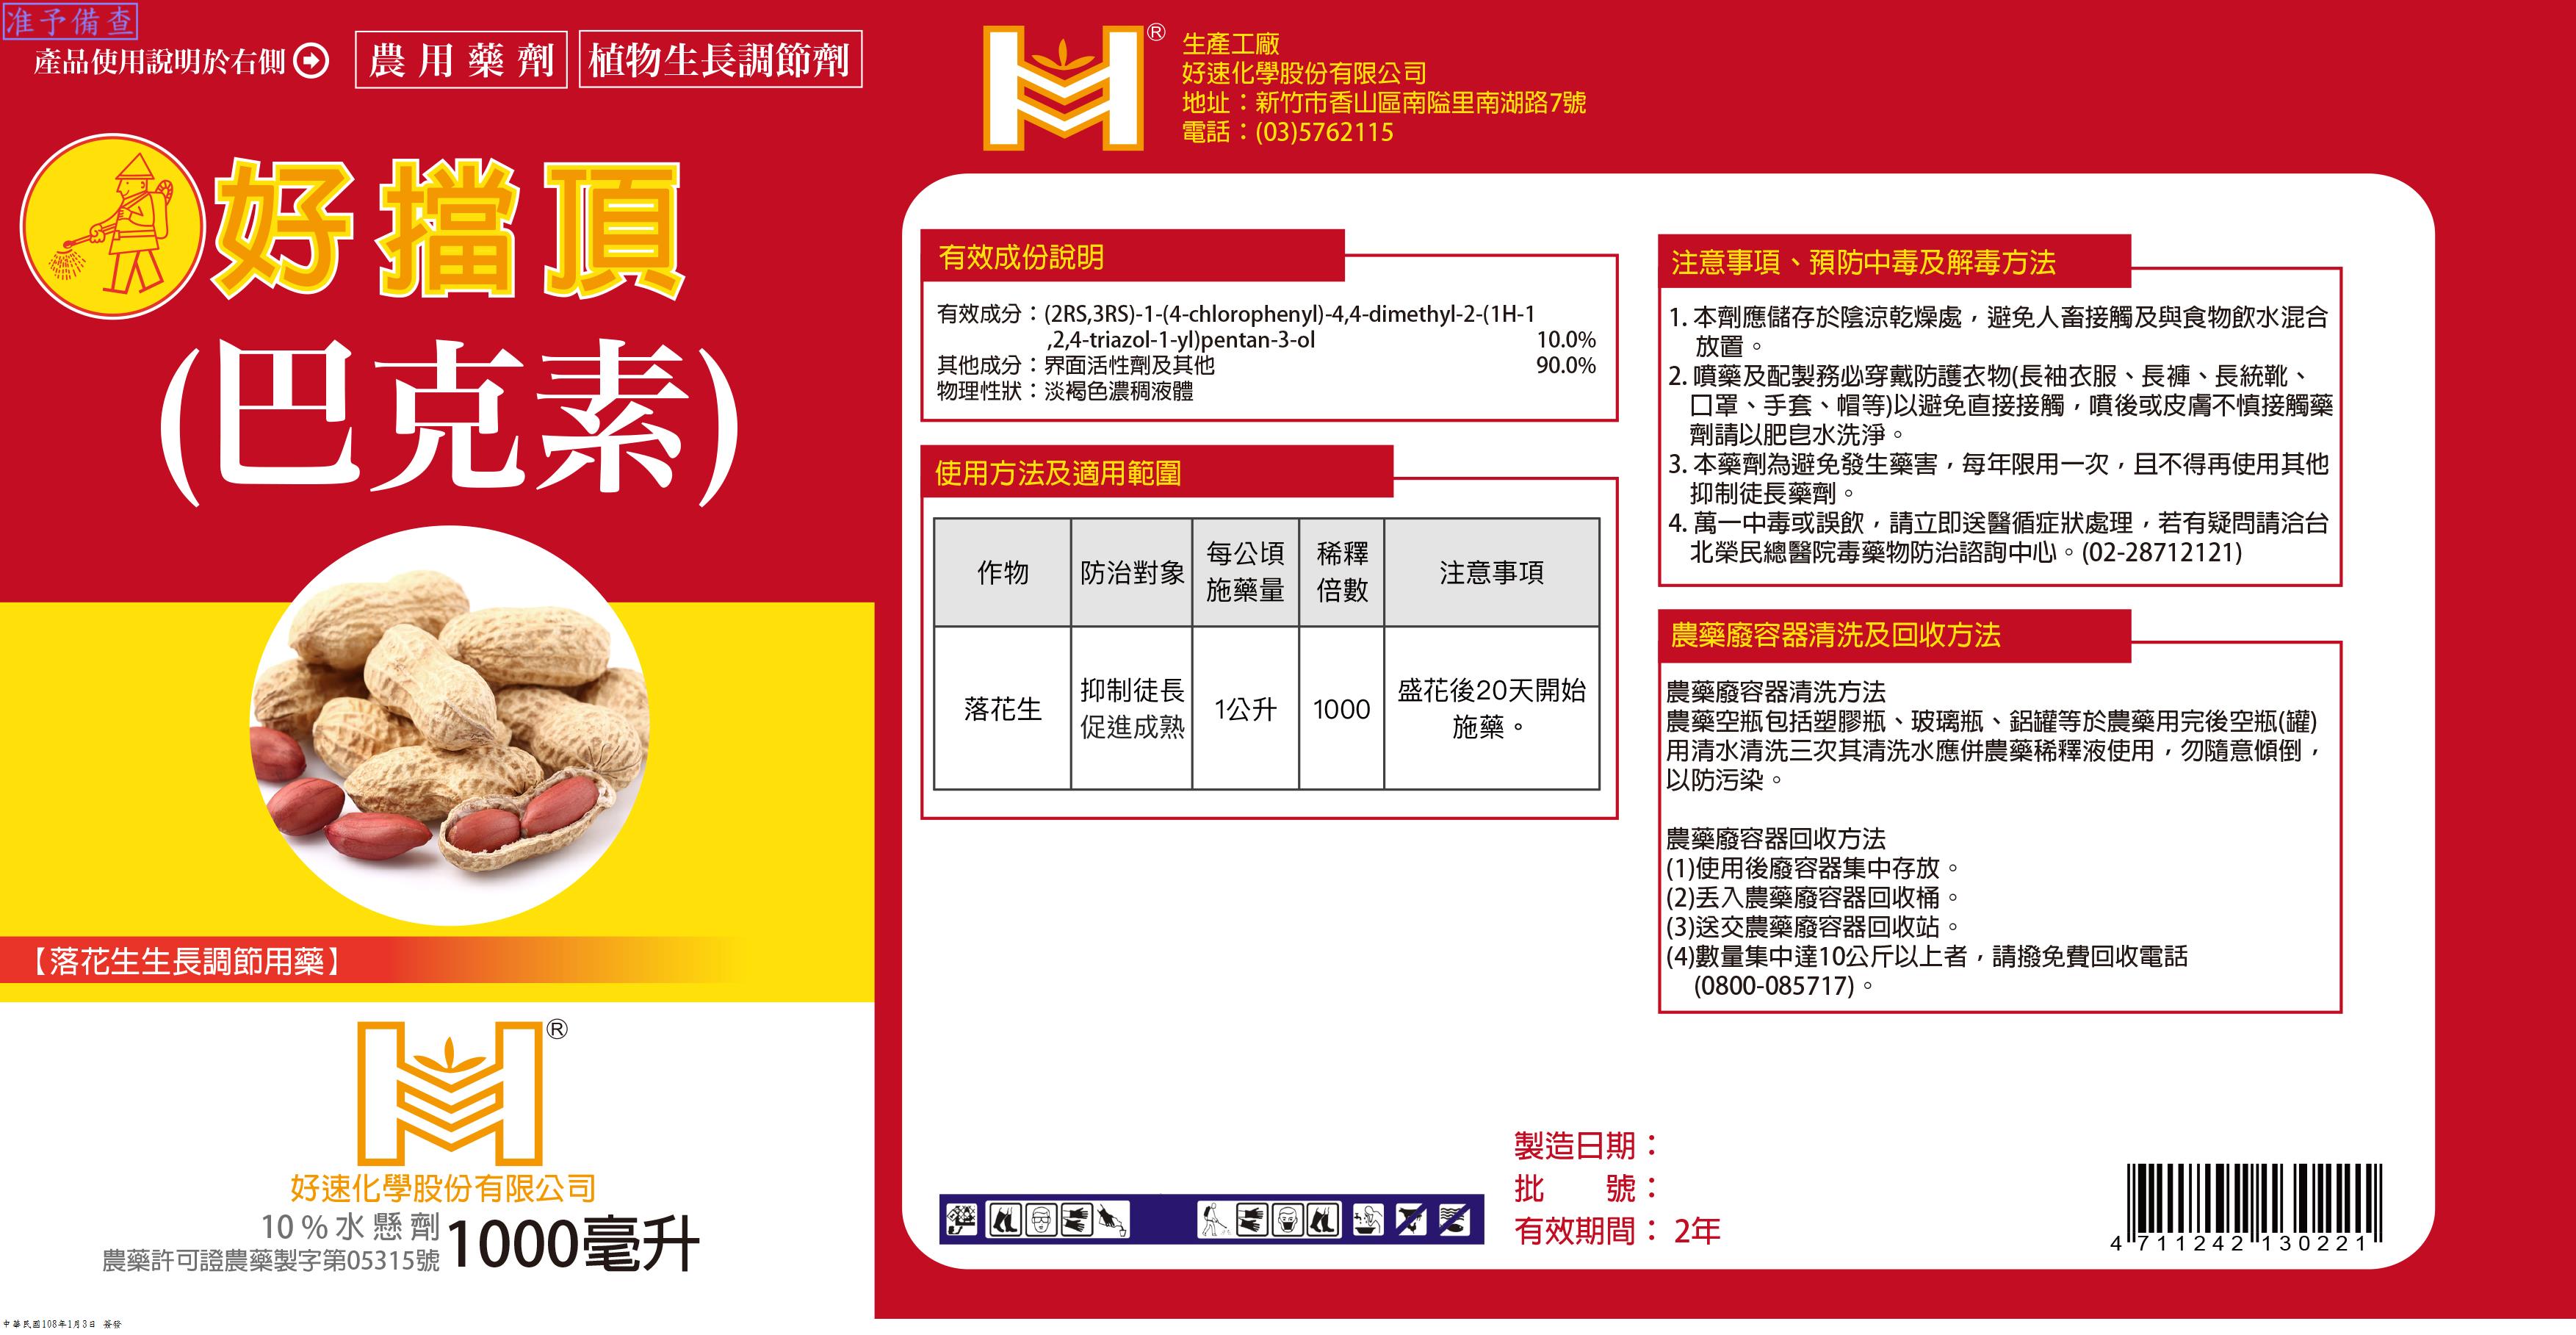 准予備查
產品使用說明於右側
農用藥劑
植物生長調節劑
好擋頂
(巴克素)
【落花生生長調節用藥】
®
好速化學股份有限公司
10%水懸劑
農藥許可證農藥製字第05315號
1000毫升
中華民國108年1月3日 簽發
®
生產工廠
好速化學股份有限公司
地址：新竹市香山區南隘里南湖路7號
電話：(03)5762115
有效成份說明
有效成分：(2RS,3RS)-1-(4-chlorophenyl)-4,4-dimethyl-2-(1H-1
,2,4-triazol-1-yl)pentan-3-ol 10.0%
其他成分：界面活性劑及其他 90.0%
物理性狀：淡褐色濃稠液體
使用方法及適用範圍
作物 防治對象 每公頃施藥量 稀釋倍數 注意事項
落花生 抑制徒長促進成熟 1公升 1000 盛花後20天開始施藥。
注意事項、預防中毒及解毒方法
1. 本劑應儲存於陰涼乾燥處，避免人畜接觸及與食物飲水混合
放置。
2. 噴藥及配製務必穿戴防護衣物(長袖衣服、長褲、長統靴、
口罩、手套、帽等)以避免直接接觸，噴後或皮膚不慎接觸藥
劑請以肥皂水洗淨。
3. 本藥劑為避免發生藥害，每年限用一次，且不得再使用其他
抑制徒長藥劑。
4. 萬一中毒或誤飲，請立即送醫循症狀處理，若有疑問請洽台
北榮民總醫院毒藥物防治諮詢中心。(02-28712121)
農藥廢容器清洗及回收方法
農藥廢容器清洗方法
農藥空瓶包括塑膠瓶、玻璃瓶、鋁罐等於農藥用完後空瓶(罐)
用清水清洗三次其清洗水應併農藥稀釋液使用，勿隨意傾倒，
以防污染。
農藥廢容器回收方法
(1)使用後廢容器集中存放。
(2)丟入農藥廢容器回收桶。
(3)送交農藥廢容器回收站。
(4)數量集中達10公斤以上者，請撥免費回收電話
(0800-085717)。
製造日期：
批　　號：
有效期間：2年
4 711242 130221